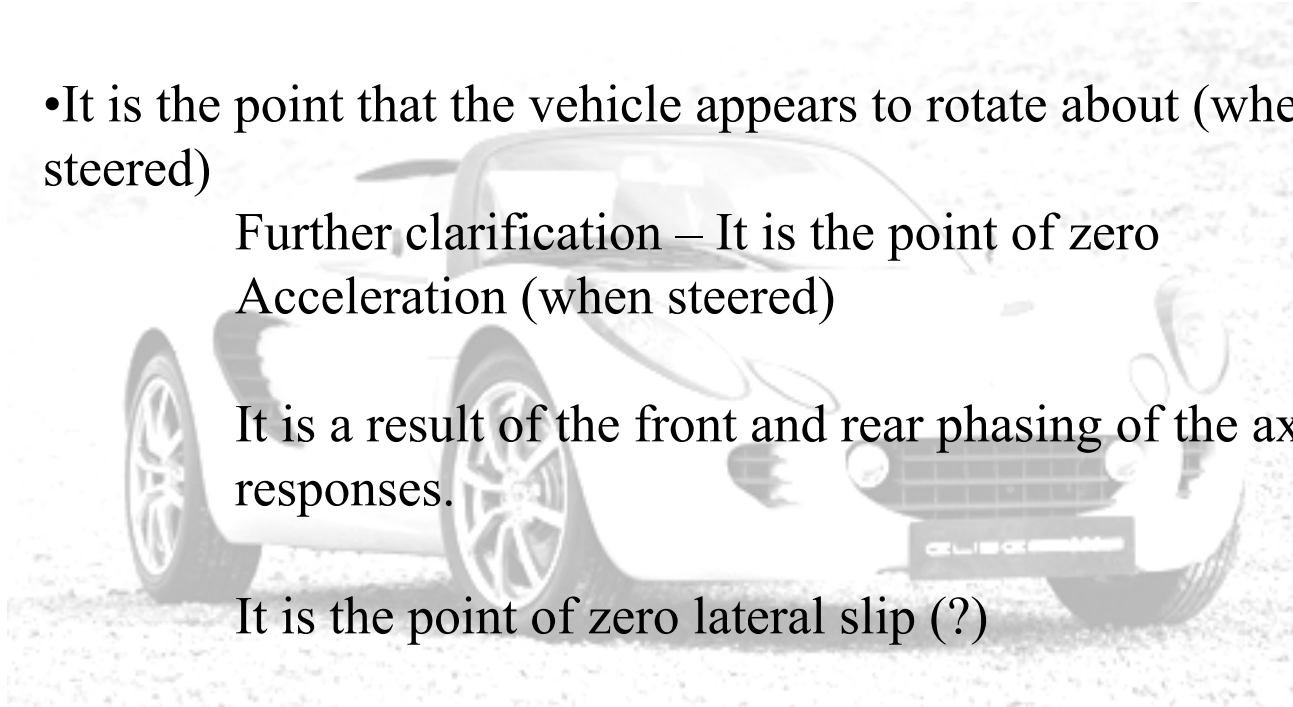 •It is the point that the vehicle appears to rotate about (whe
steered)
Further clarification – It is the point of zero
Acceleration (when steered)
It is a result of the front and rear phasing of the ax
responses.
It is the point of zero lateral slip (?)